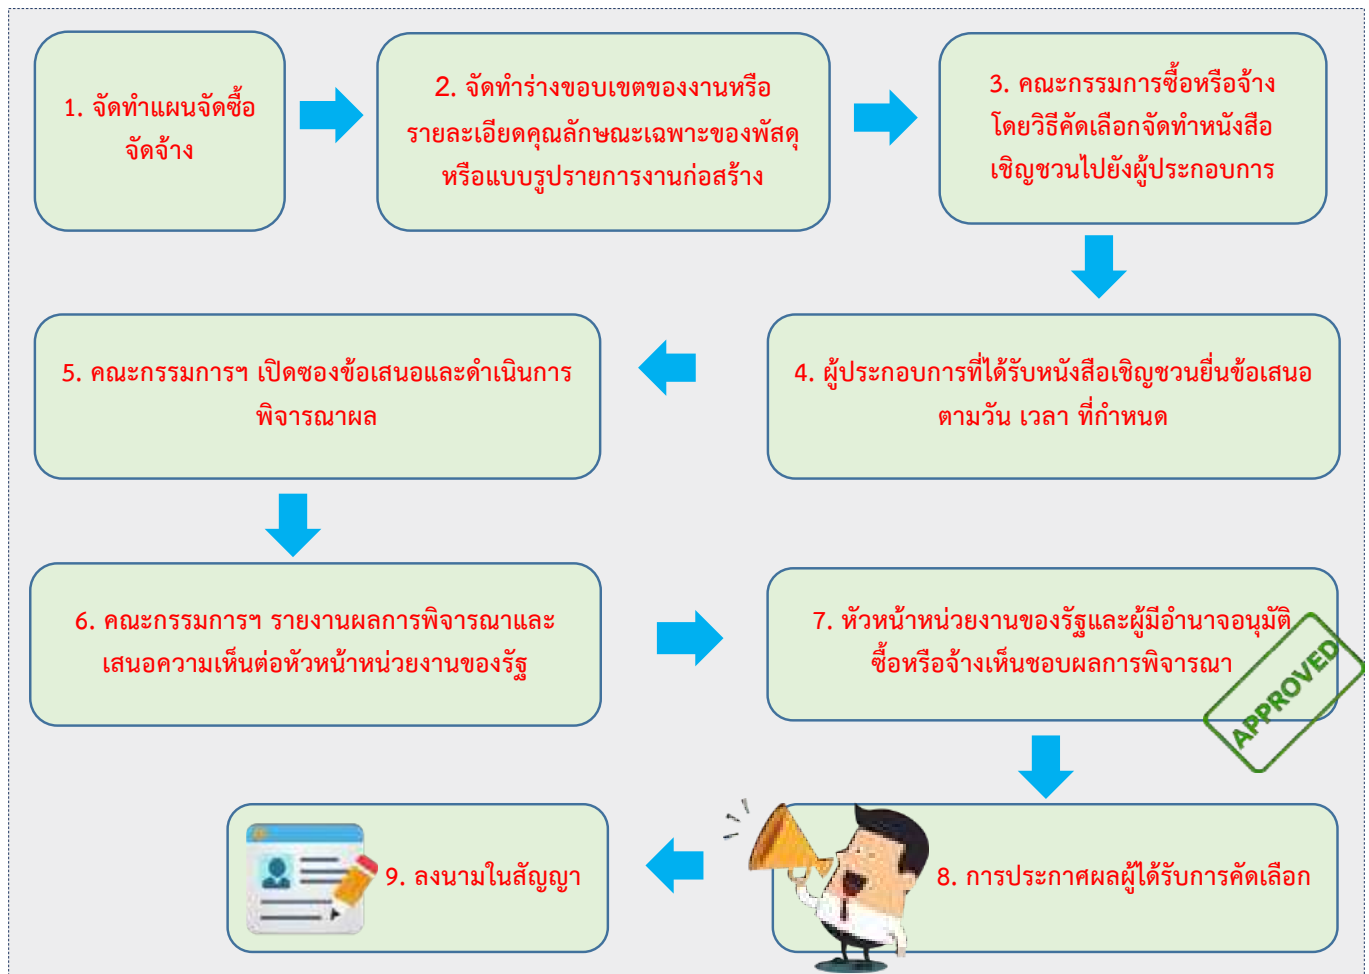 1. จัดทำแผนจัดซื้อ
จัดจ้าง
2. จัดทำร่างขอบเขตของงานหรือ
รายละเอียดคุณลักษณะเฉพาะของพัสดุ
หรือแบบรูปรายการงานก่อสร้าง
3. คณะกรรมการซื้อหรือจ้าง
โดยวิธีคัดเลือกจัดทำหนังสือ
เชิญชวนไปยังผู้ประกอบการ
4. ผู้ประกอบการที่ได้รับหนังสือเชิญชวนยื่นข้อเสนอ
ตามวัน เวลา ที่กำหนด
5. คณะกรรมการฯ เปิดซองข้อเสนอและดำเนินการ
พิจารณาผล
6. คณะกรรมการฯ รายงานผลการพิจารณาและ
เสนอความเห็นต่อหัวหน้าหน่วยงานของรัฐ
7. หัวหน้าหน่วยงานของรัฐและผู้มีอำนาจอนุมัติ
ซื้อหรือจ้างเห็นชอบผลการพิจารณา
APPROVED
8. การประกาศผลผู้ได้รับการคัดเลือก
9. ลงนามในสัญญา